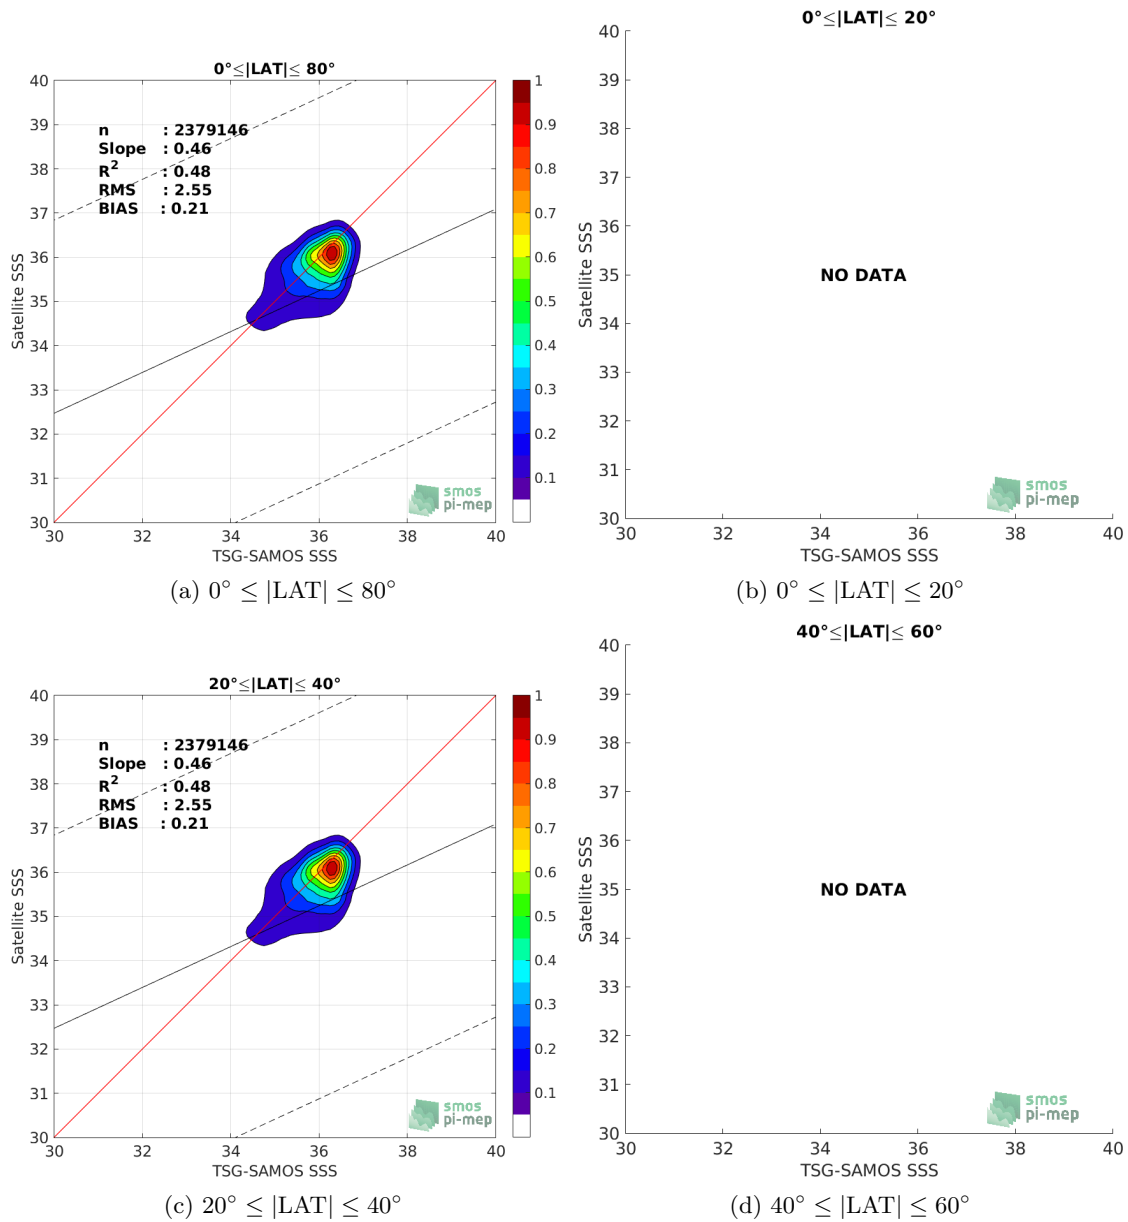 0°≤|LAT|≤ 80°
40
39
38
37
36
35
34
33
32
31
30
30
32
34
36
38
40
Satellite SSS
TSG-SAMOS SSS
n : 2379146
Slope : 0.46
R2 : 0.48
RMS : 2.55
BIAS : 0.21
1
0.9
0.8
0.7
0.6
0.5
0.4
0.3
0.2
0.1
smos
pi-mep
(a) 0° ≤ |LAT| ≤ 80°
0°≤|LAT|≤ 20°
40
39
38
37
36
35
34
33
32
31
30
30
32
34
36
38
40
Satellite SSS
TSG-SAMOS SSS
NO DATA
smos
pi-mep
(b) 0° ≤ |LAT| ≤ 20°
20°≤|LAT|≤ 40°
40
39
38
37
36
35
34
33
32
31
30
30
32
34
36
38
40
Satellite SSS
TSG-SAMOS SSS
n : 2379146
Slope : 0.46
R2 : 0.48
RMS : 2.55
BIAS : 0.21
1
0.9
0.8
0.7
0.6
0.5
0.4
0.3
0.2
0.1
smos
pi-mep
(c) 20° ≤ |LAT| ≤ 40°
40°≤|LAT|≤ 60°
40
39
38
37
36
35
34
33
32
31
30
30
32
34
36
38
40
Satellite SSS
TSG-SAMOS SSS
NO DATA
smos
pi-mep
(d) 40° ≤ |LAT| ≤ 60°